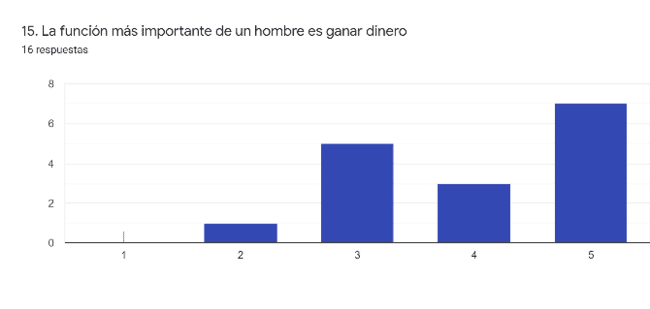 15. La función más importante de un hombre es ganar dinero
16 respuestas
8
6
4
2
0
1 2 3 4 5